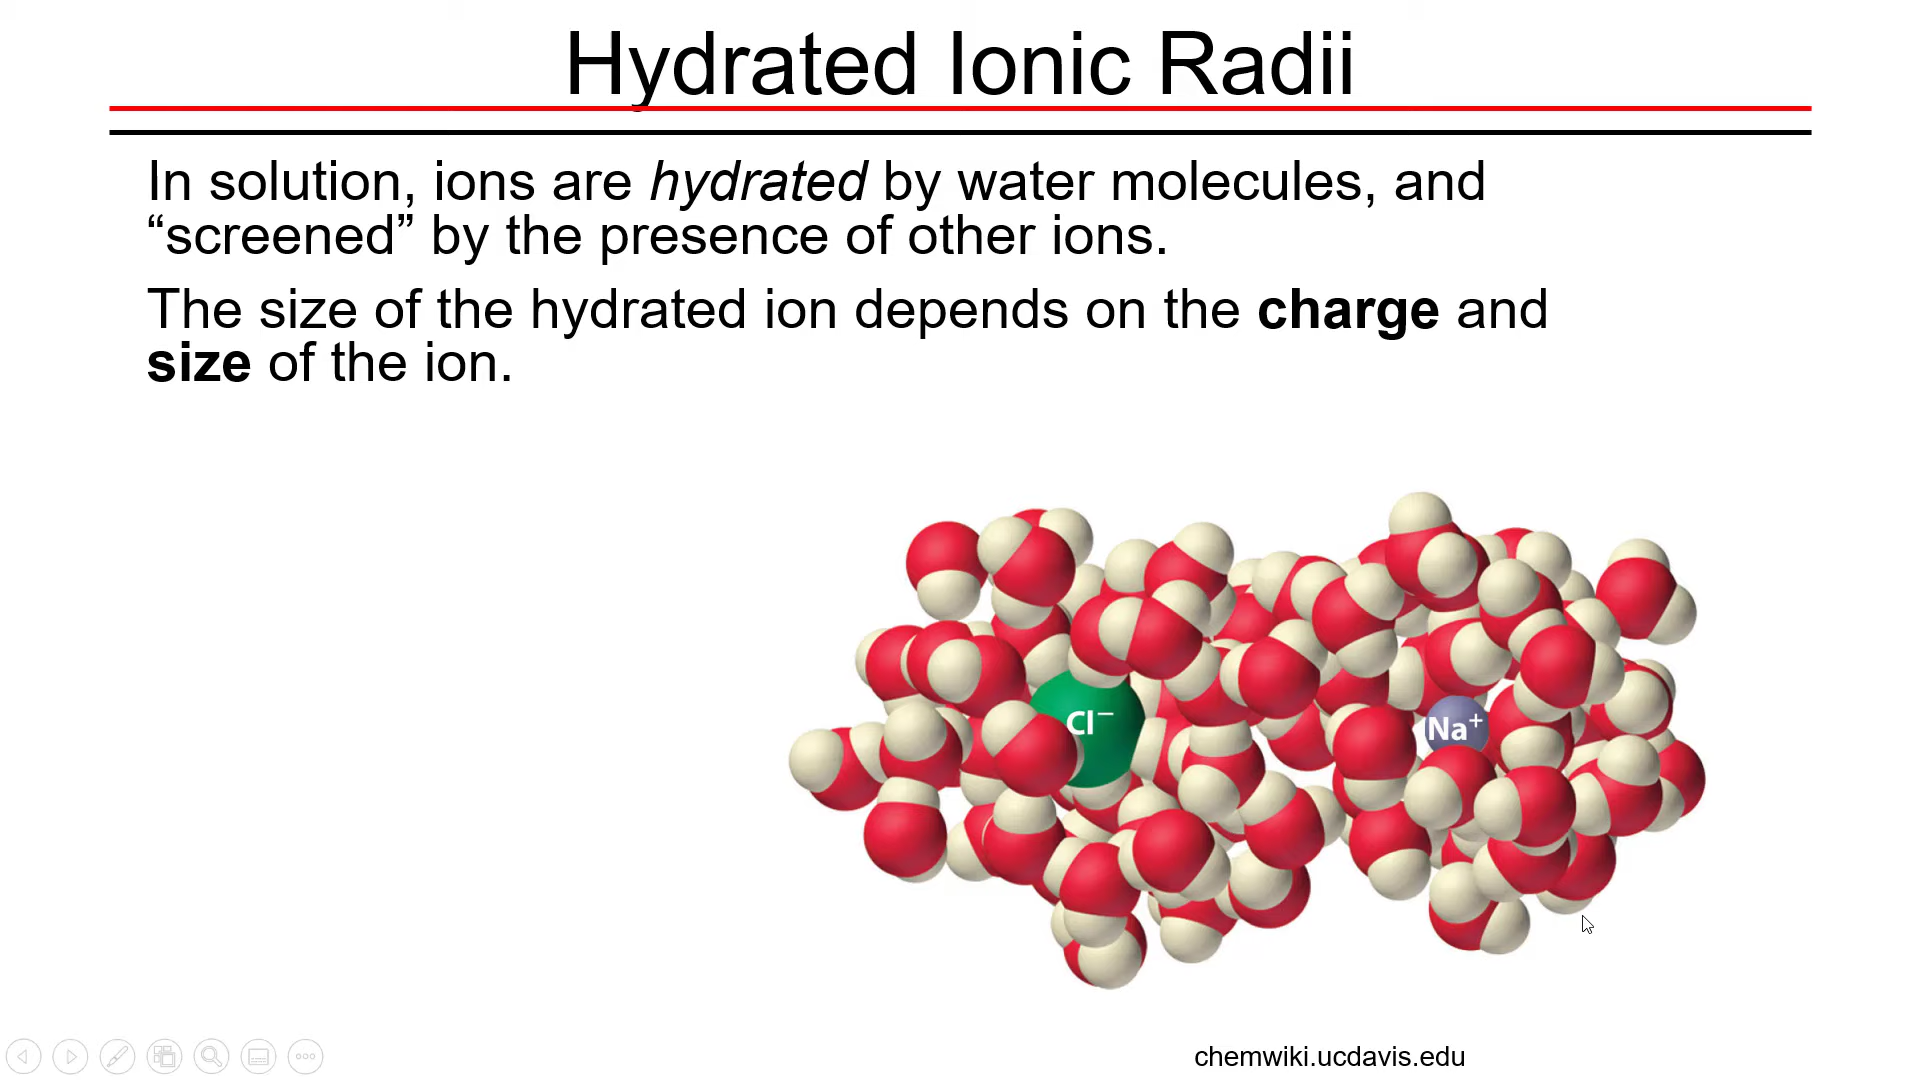 Hydrated Ionic Radii
In solution, ions are hydrated by water molecules, and
“screened” by the presence of other ions.
The size of the hydrated ion depends on the charge and
size of the ion.
Cl⁻
Na⁺
chemwiki.ucdavis.edu